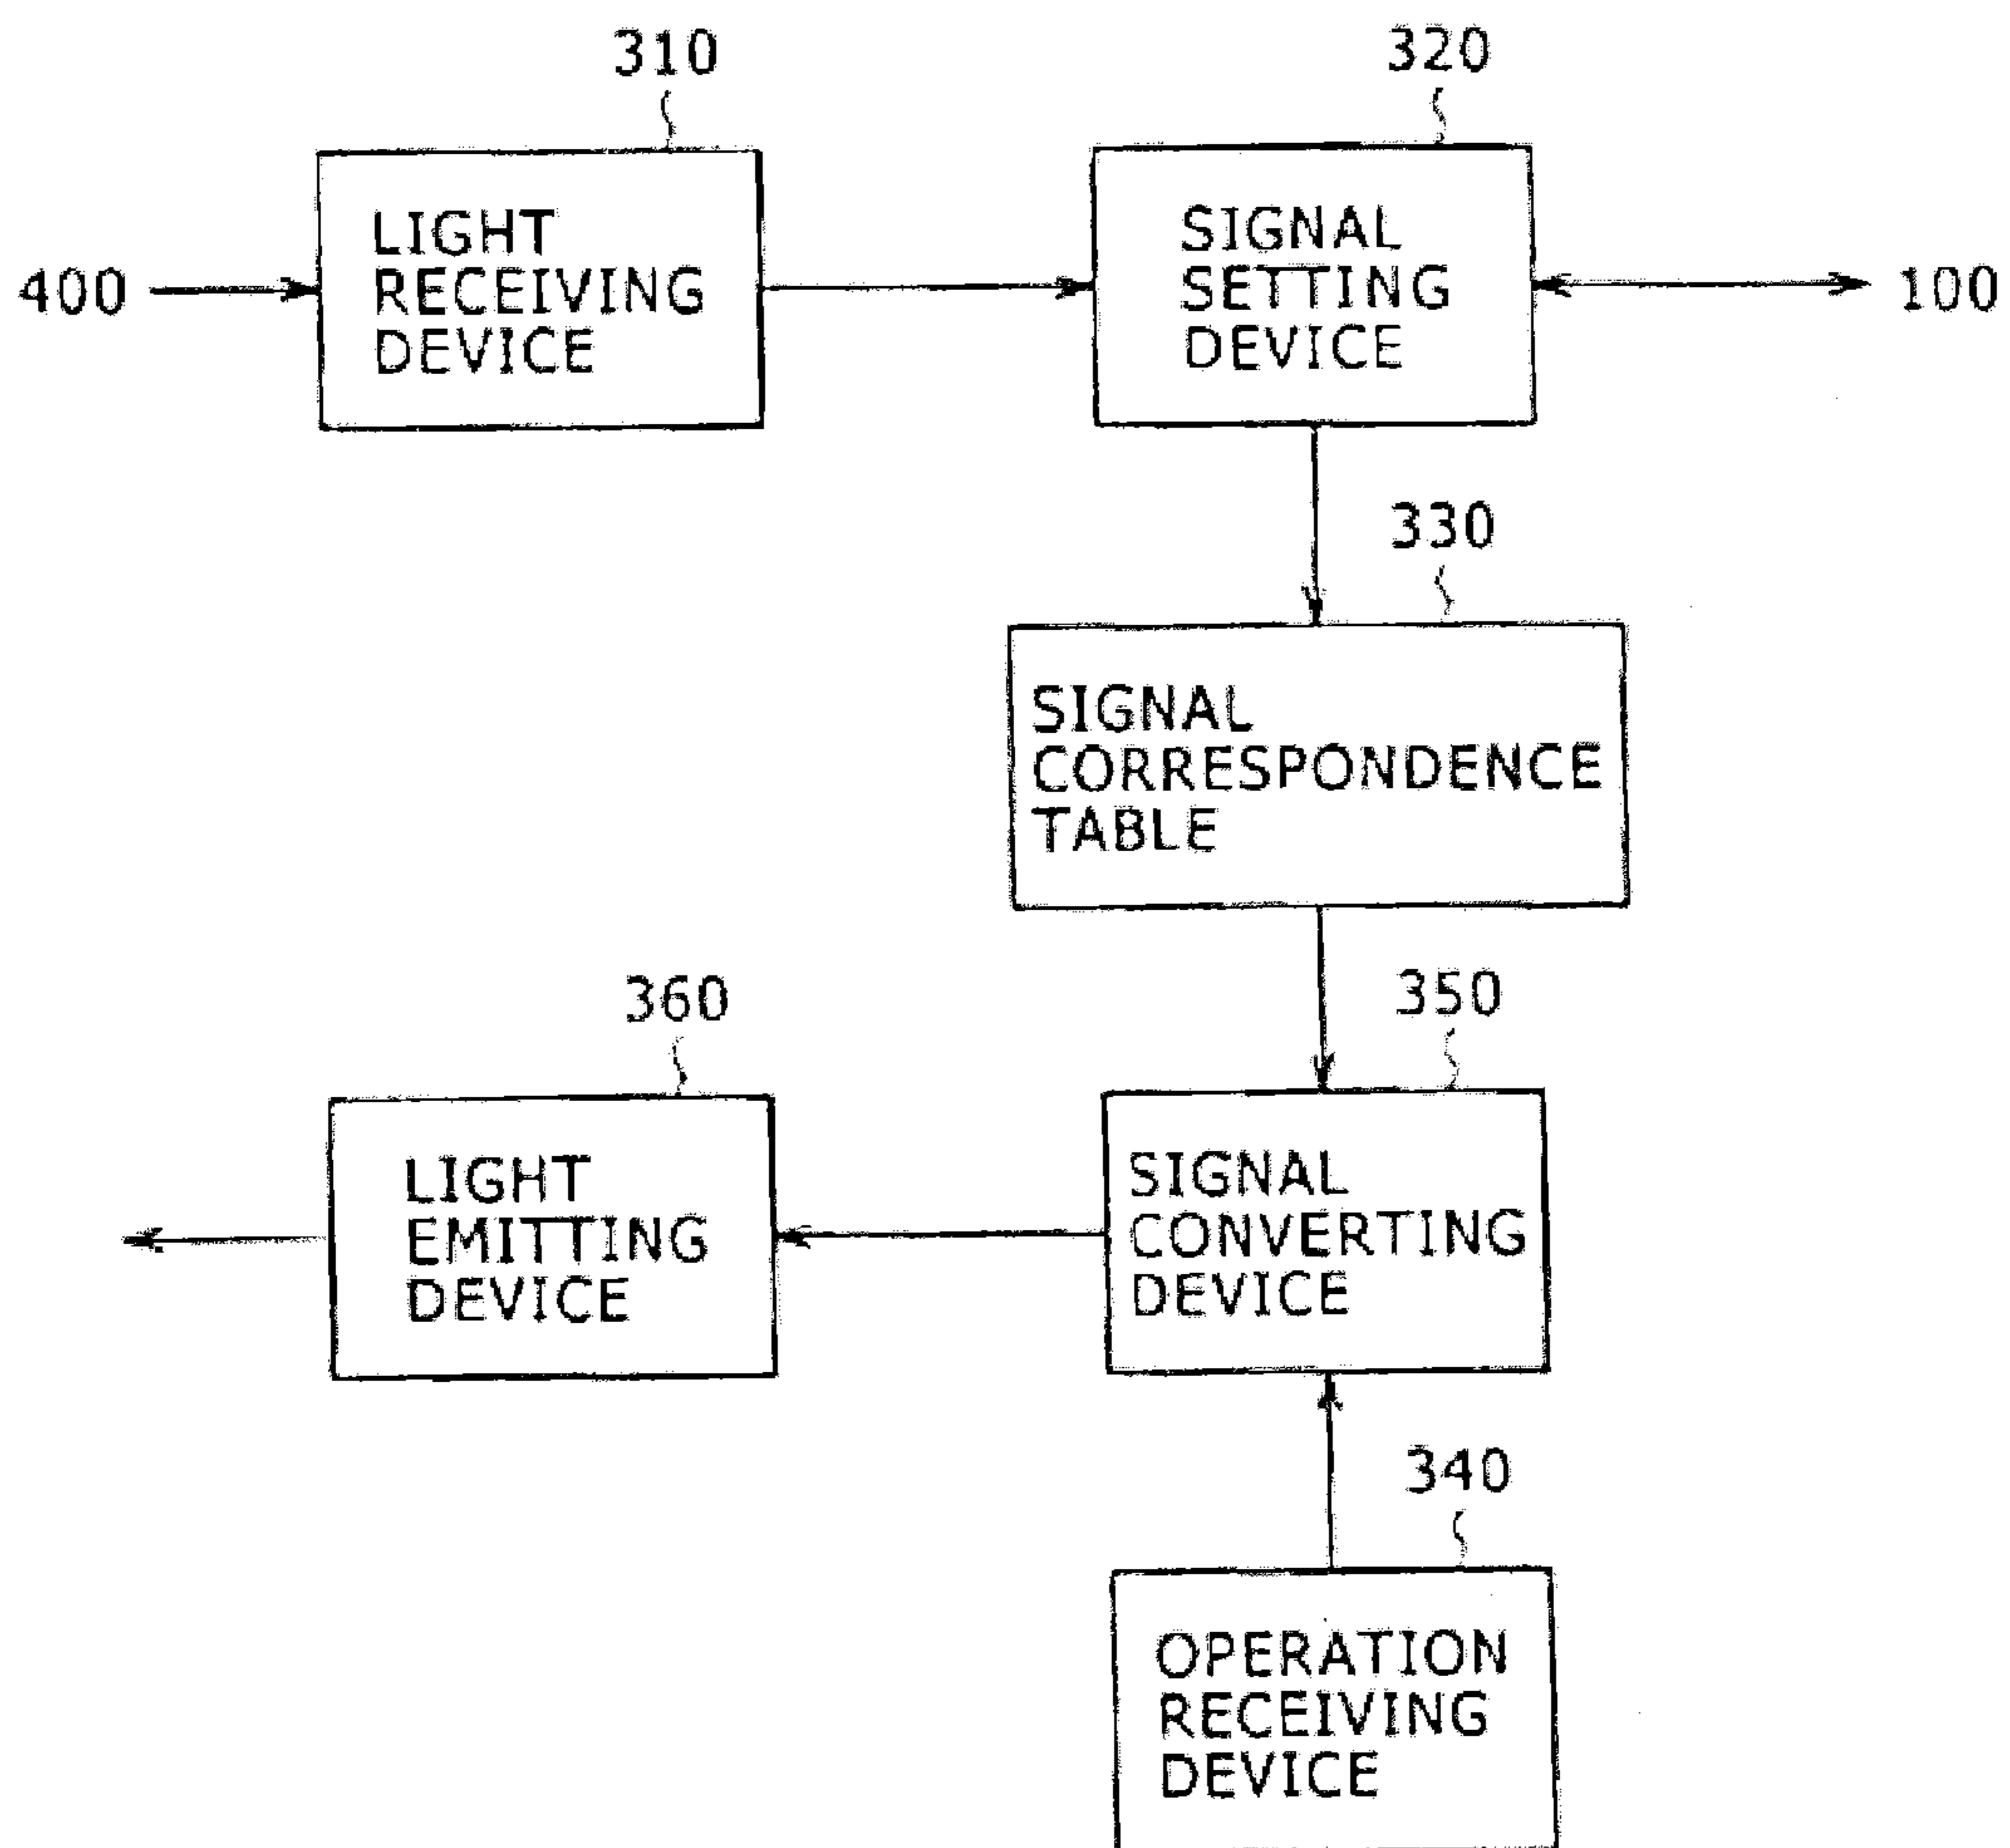 310
320
LIGHT
RECEIVING
DEVICE
SIGNAL
SETTING
DEVICE
400
100
330
SIGNAL
CORRESPONDENCE
TABLE
360
350
LIGHT
EMITTING
DEVICE
SIGNAL
CONVERTING
DEVICE
340
OPERATION
RECEIVING
DEVICE